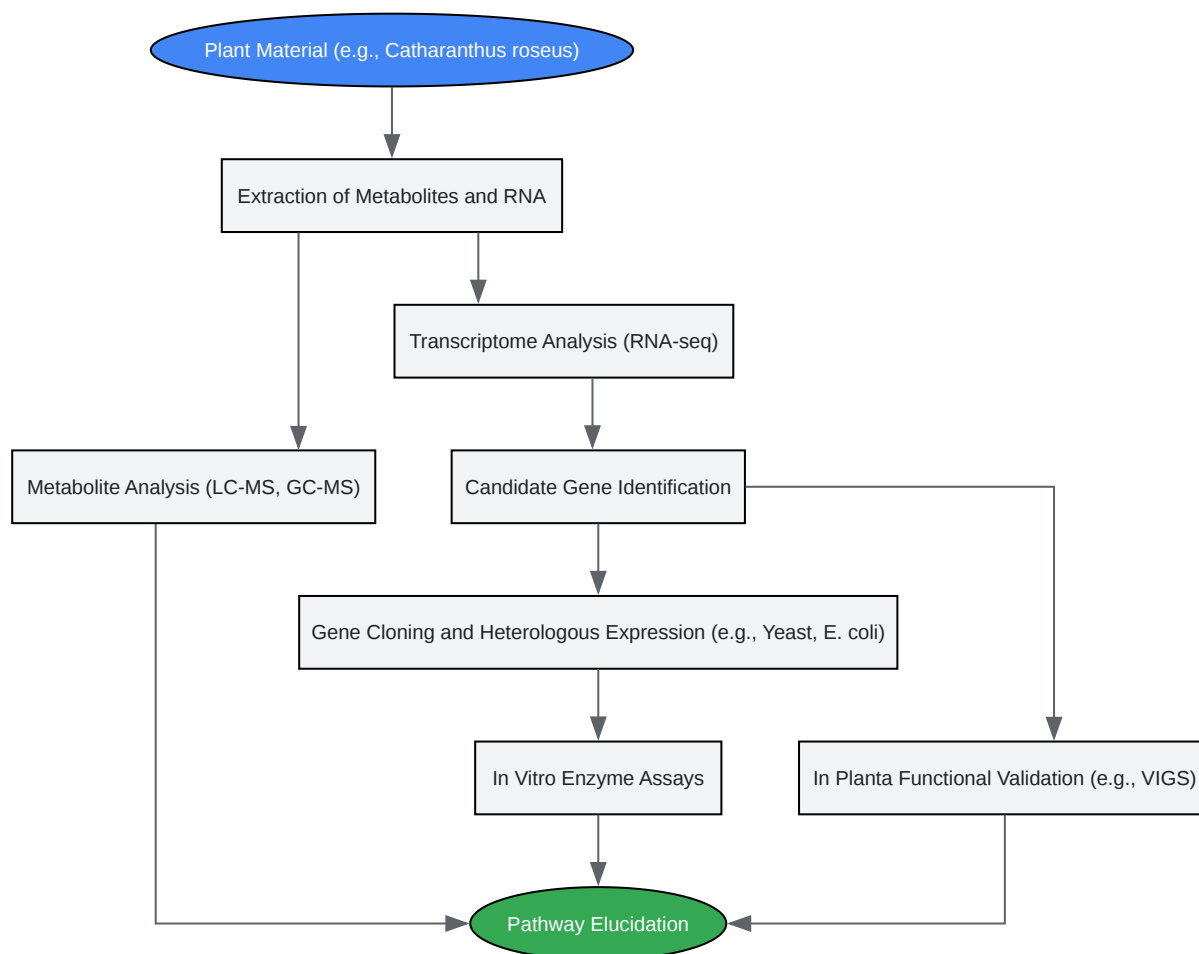 Plant Material (e.g., Catharanthus roseus)
Extraction of Metabolites and RNA
Transcriptome Analysis (RNA-seq)
Metabolite Analysis (LC-MS, GC-MS)
Candidate Gene Identification
Gene Cloning and Heterologous Expression (e.g., Yeast, E. coli)
In Vitro Enzyme Assays
In Planta Functional Validation (e.g., VIGS)
Pathway Elucidation